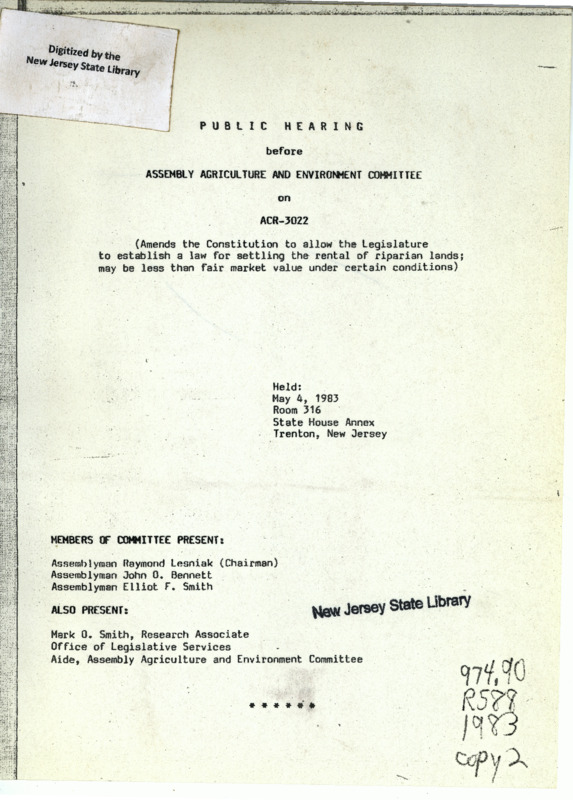 Digitized by the
New Jersey State Library
PUBLIC HEARING
before
ASSEMBLY AGRICULTURE AND ENVIRONMENT COMMITTEE
on
ACR-3022
(Amends the Constitution to allow the Legislature
to establish a law for settling the rental of riparian lands;
may be less than fair market value under certain conditions)
Held:
May 4, 1983
Room 316
State House Annex
Trenton, New Jersey
MEMBERS OF COMMITTEE PRESENT:
Assemblyman Raymond Lesniak (Chairman)
Assemblyman John O. Bennett
Assemblyman Elliot F. Smith
ALSO PRESENT:
New Jersey State Library
Mark O. Smith, Research Associate
Office of Legislative Services
Aide, Assembly Agriculture and Environment Committee
* * * * * *
974.90
R588
1983
copy 2